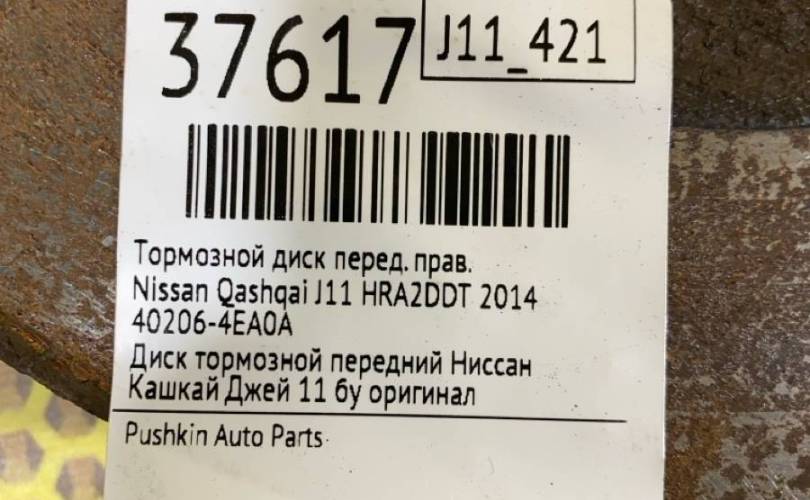 37617
J11_421
Тормозной диск перед. прав.
Nissan Qashqai J11 HRA2DDT 2014
40206-4EA0A
Диск тормозной передний Ниссан
Кашкай Джей 11 бу оригинал
Pushkin Auto Parts